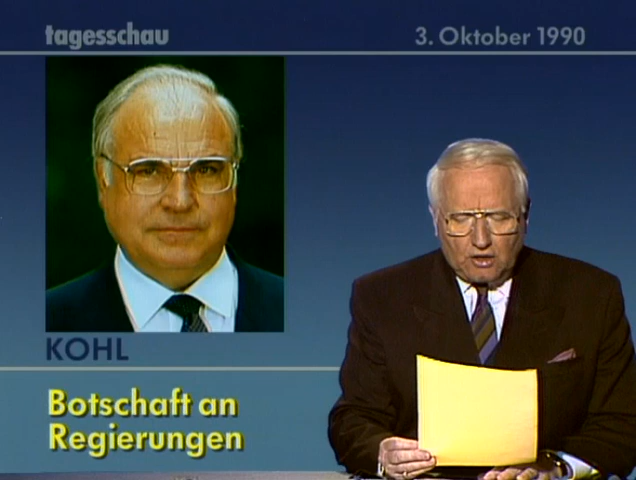 tagesschau
3. Oktober 1990
KOHL
Botschaft an
Regierungen